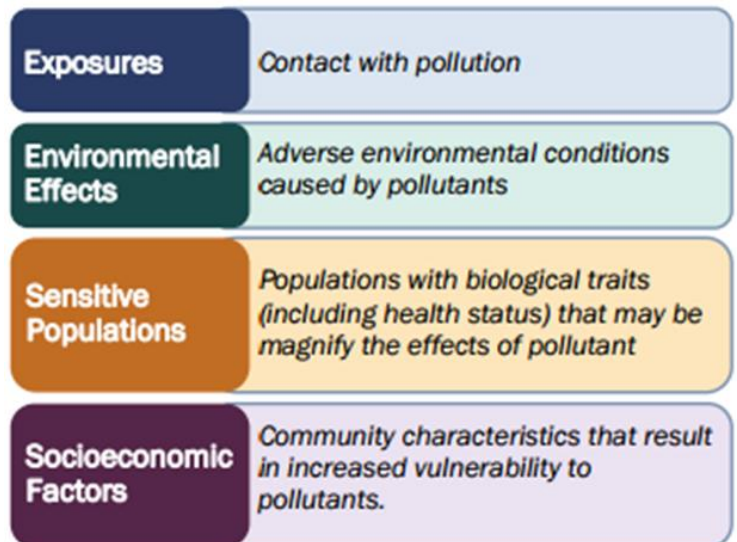 Exposures
Contact with pollution
Environmental
Effects
Adverse environmental conditions
caused by pollutants
Sensitive
Populations
Populations with biological traits
(including health status) that may be
magnify the effects of pollutant
Socioeconomic
Factors
Community characteristics that result
in increased vulnerability to
pollutants.